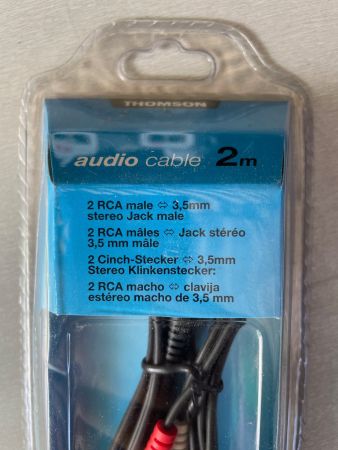 THOMSON
audio cable 2m
2 RCA male ⇔ 3,5mm
stereo Jack male
2 RCA mâles ⇔ Jack stéréo
3,5 mm mâle
2 Cinch-Stecker ⇔ 3,5mm
Stereo Klinkenstecker:
2 RCA macho ⇔ clavija
estéreo macho de 3,5 mm